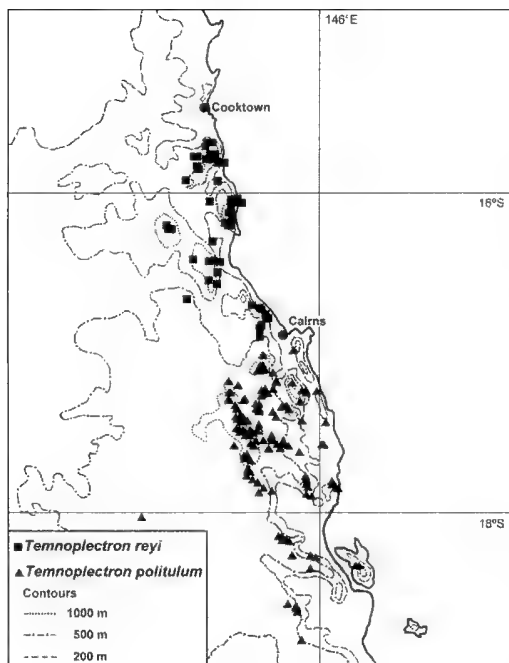 146°E
Cooktown
16°S
Cairns
18°S
Temnoplectron reyi
Temnoplectron politulum
Contours
1000 m
500 m
200 m